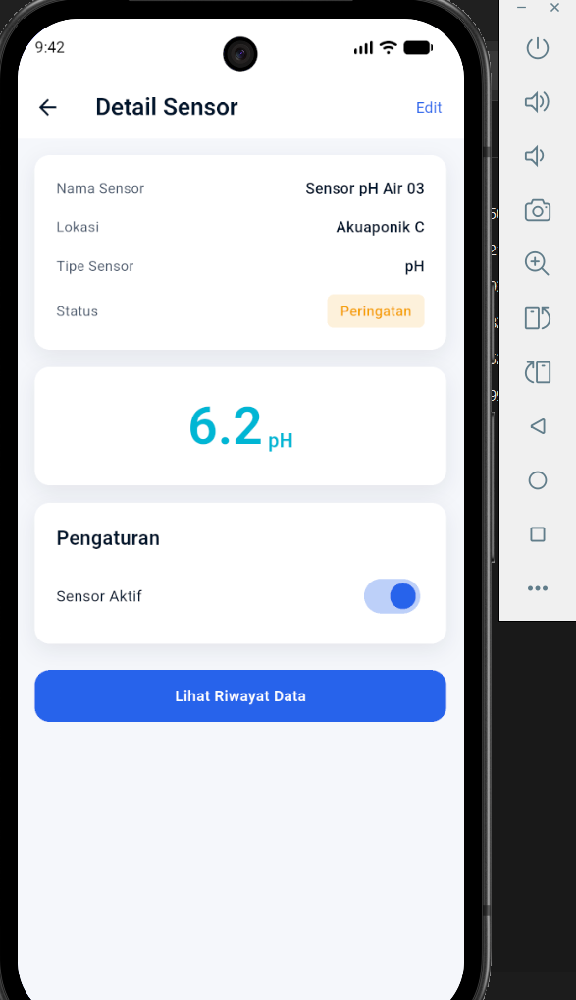 9:42
Detail Sensor
Edit
Nama Sensor Sensor pH Air 03
Lokasi Akuaponik C
Tipe Sensor pH
Status Peringatan
6.2 pH
Pengaturan
Sensor Aktif
Lihat Riwayat Data